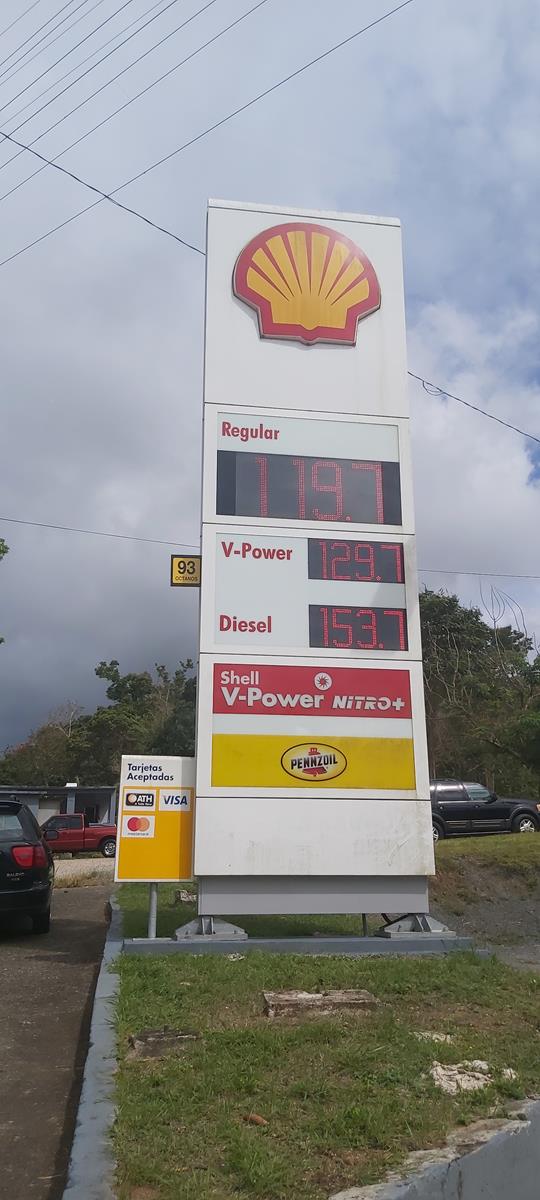 Regular
119.7
V-Power
129.7
93
OCTANOS
Diesel
153.7
Shell
V-Power NiTRO+
PENNZOIL
Tarjetas
Aceptadas
ATH
VISA
mastercard